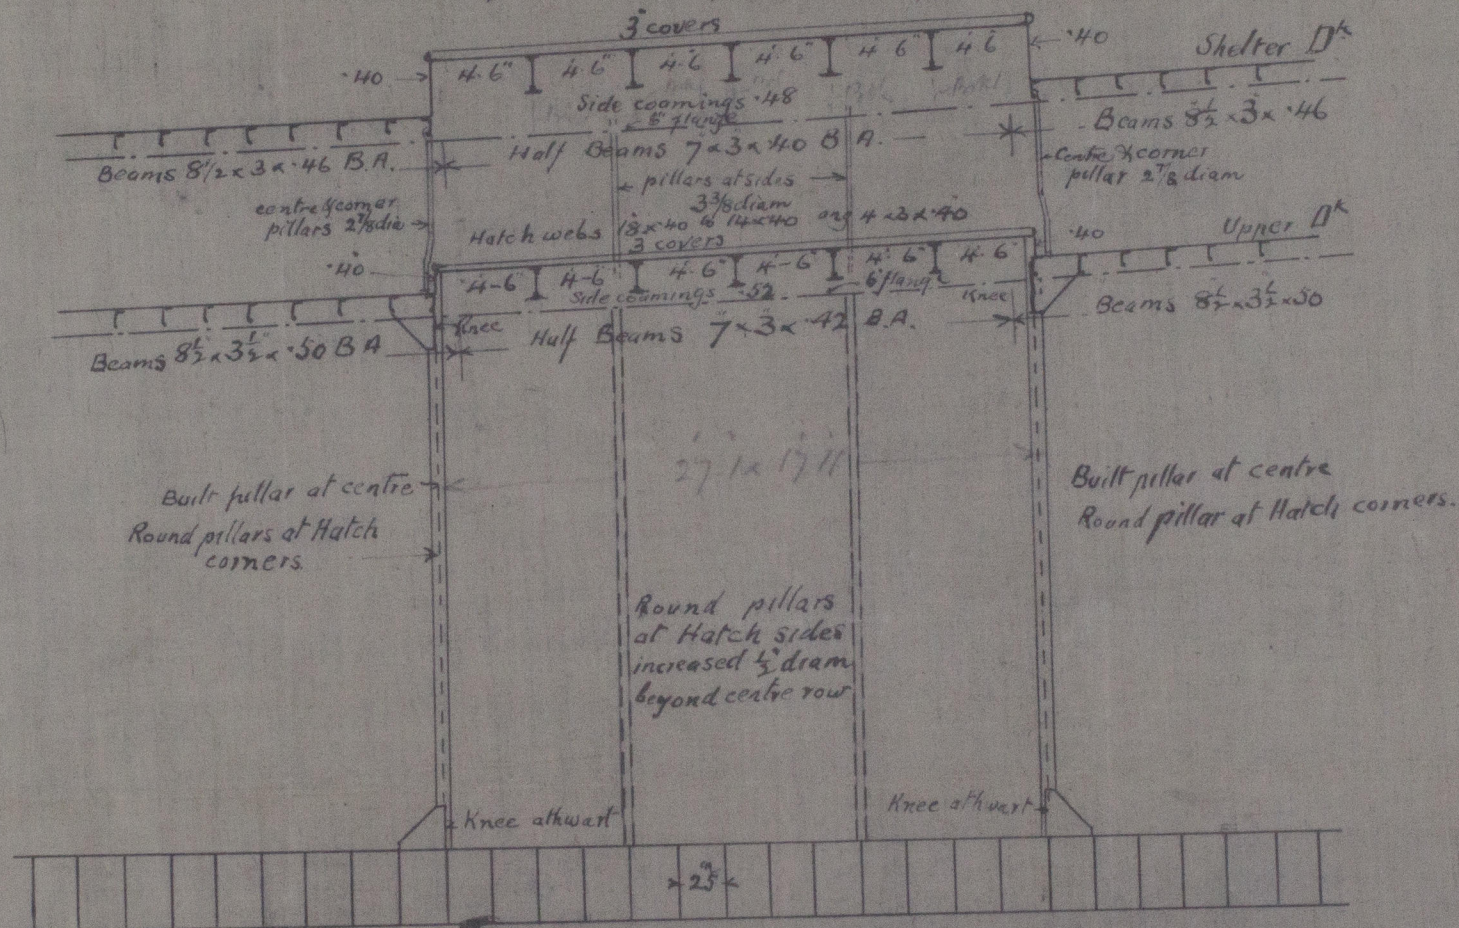 3" covers
·40
4-6" 4.6" 4.6 4.6" 4 6" 4 6
·40
Shelter Dk
Side coamings ·48
6" flange
Beams 8½ x 3 x ·46 B.A.
Half Beams 7 x 3 x ·40 B A.
Beams 8½ x 3 x ·46
pillars at sides
3⅜ diam
Centre & corner
pillar 2⅞ diam
centre & corner
pillars 2⅞ dia
Hatch webs 18 x ·40 to 14 x ·40 ang 4 x 3 x ·40
3 covers
·40
Upper Dk
·40
4-6" 4-6" 4.6" 4-6" 4.6" 4.6"
Side coamings ·52
6" flange
Knee
Knee
Beams 8½ x 3½ x ·50 B A
Half Beams 7 x 3 x ·42 B.A.
Beams 8½ x 3½ x ·50
27.1 x 17.11
Built pillar at centre
Round pillars at Hatch
corners.
Built pillar at centre
Round pillar at Hatch corners.
Round pillars
at Hatch sides
increased ½" diam
beyond centre row
Knee athwart
Knee athwart
25"